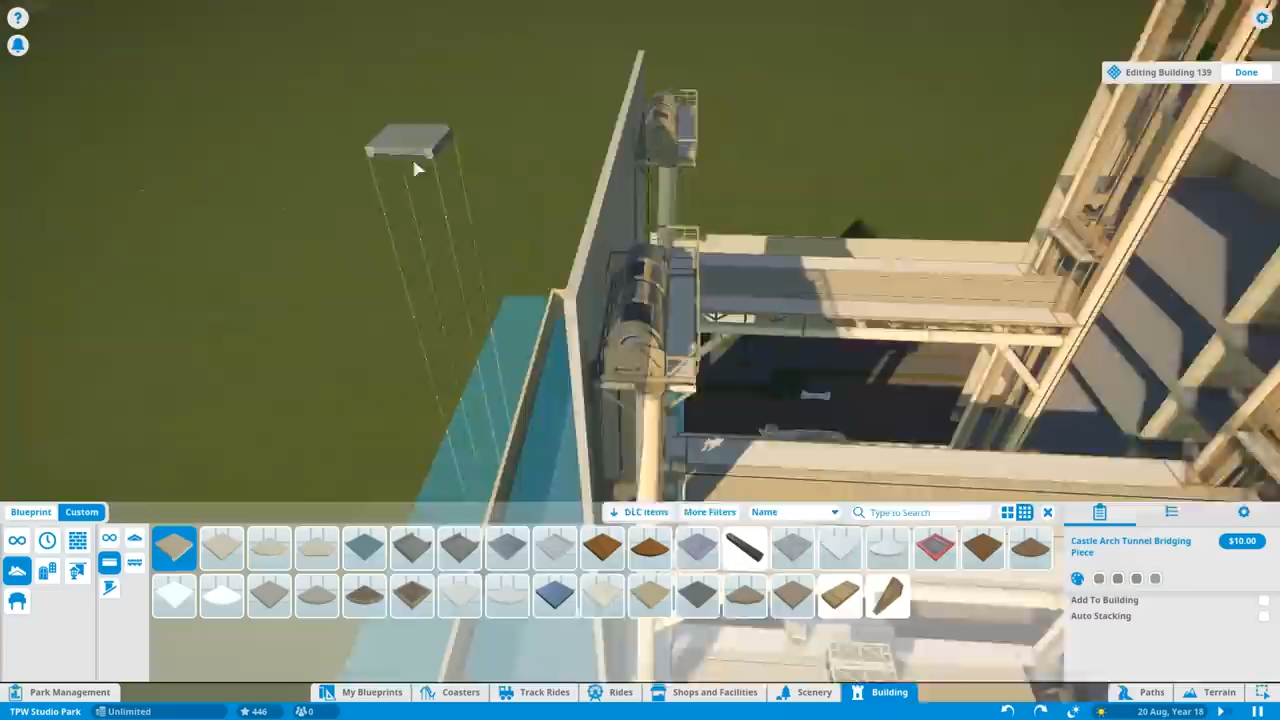 ?
Editing Building 139 Done
Blueprint Custom
DLC Items More Filters Name Type to Search
Castle Arch Tunnel Bridging Piece $10.00
Add To Building
Auto Stacking
Park Management My Blueprints Coasters Track Rides Rides Shops and Facilities Scenery Building Paths Terrain
TPW Studio Park Unlimited 446 0 20 Aug, Year 18